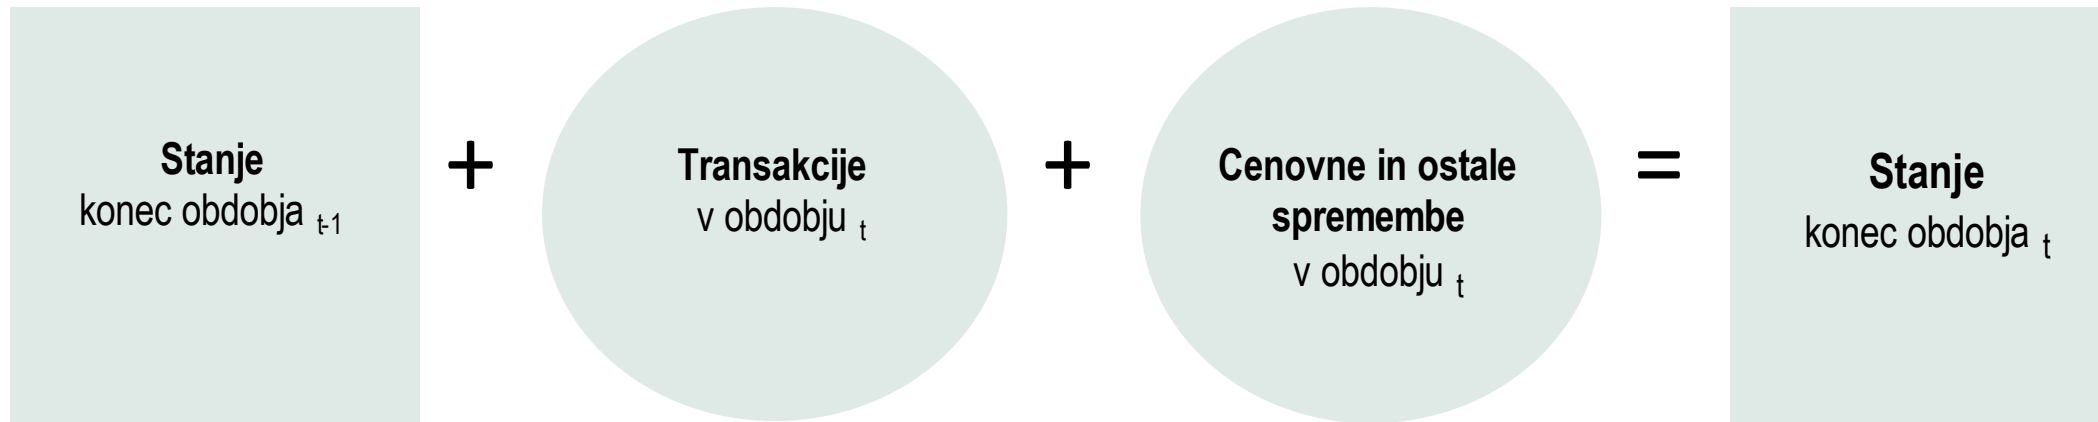 Stanje
konec obdobja t-1
+
Transakcije
v obdobju t
+
Cenovne in ostale
spremembe
v obdobju t
=
Stanje
konec obdobja t